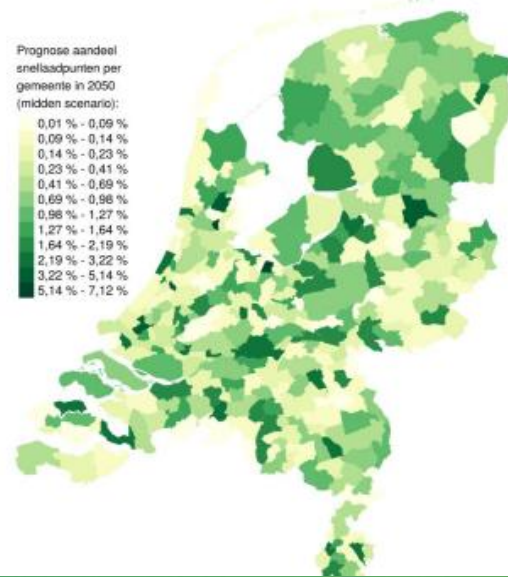 Prognose aandeel
snellaadpunten per
gemeente in 2050
(midden scenario):
0,01 % - 0,09 %
0,09 % - 0,14 %
0,14 % - 0,23 %
0,23 % - 0,41 %
0,41 % - 0,69 %
0,69 % - 0,98 %
0,98 % - 1,27 %
1,27 % - 1,64 %
1,64 % - 2,19 %
2,19 % - 3,22 %
3,22 % - 5,14 %
5,14 % - 7,12 %